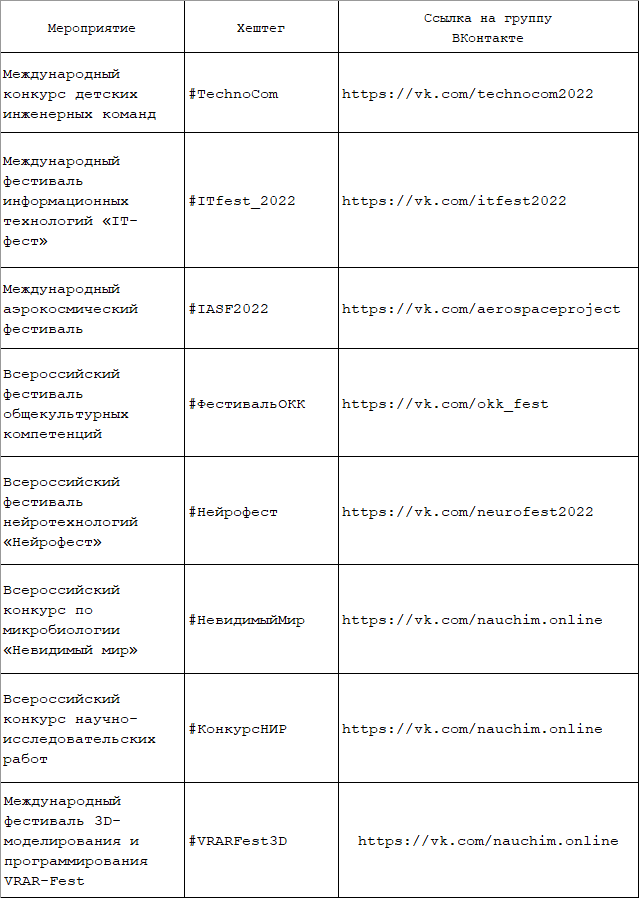 Мероприятие
Хештег
Ссылка на группу
ВКонтакте
Международный
конкурс детских
инженерных команд
#TechnoCom
https://vk.com/technocom2022
Международный
фестиваль
информационных
технологий «IT-
фест»
#ITfest_2022
https://vk.com/itfest2022
Международный
аэрокосмический
фестиваль
#IASF2022
https://vk.com/aerospaceproject
Всероссийский
фестиваль
общекультурных
компетенций
#ФестивальОКК
https://vk.com/okk_fest
Всероссийский
фестиваль
нейротехнологий
«Нейрофест»
#Нейрофест
https://vk.com/neurofest2022
Всероссийский
конкурс по
микробиологии
«Невидимый мир»
#НевидимыйМир
https://vk.com/nauchim.online
Всероссийский
конкурс научно-
исследовательских
работ
#КонкурсНИР
https://vk.com/nauchim.online
Международный
фестиваль 3D-
моделирования и
программирования
VRAR-Fest
#VRARFest3D
https://vk.com/nauchim.online